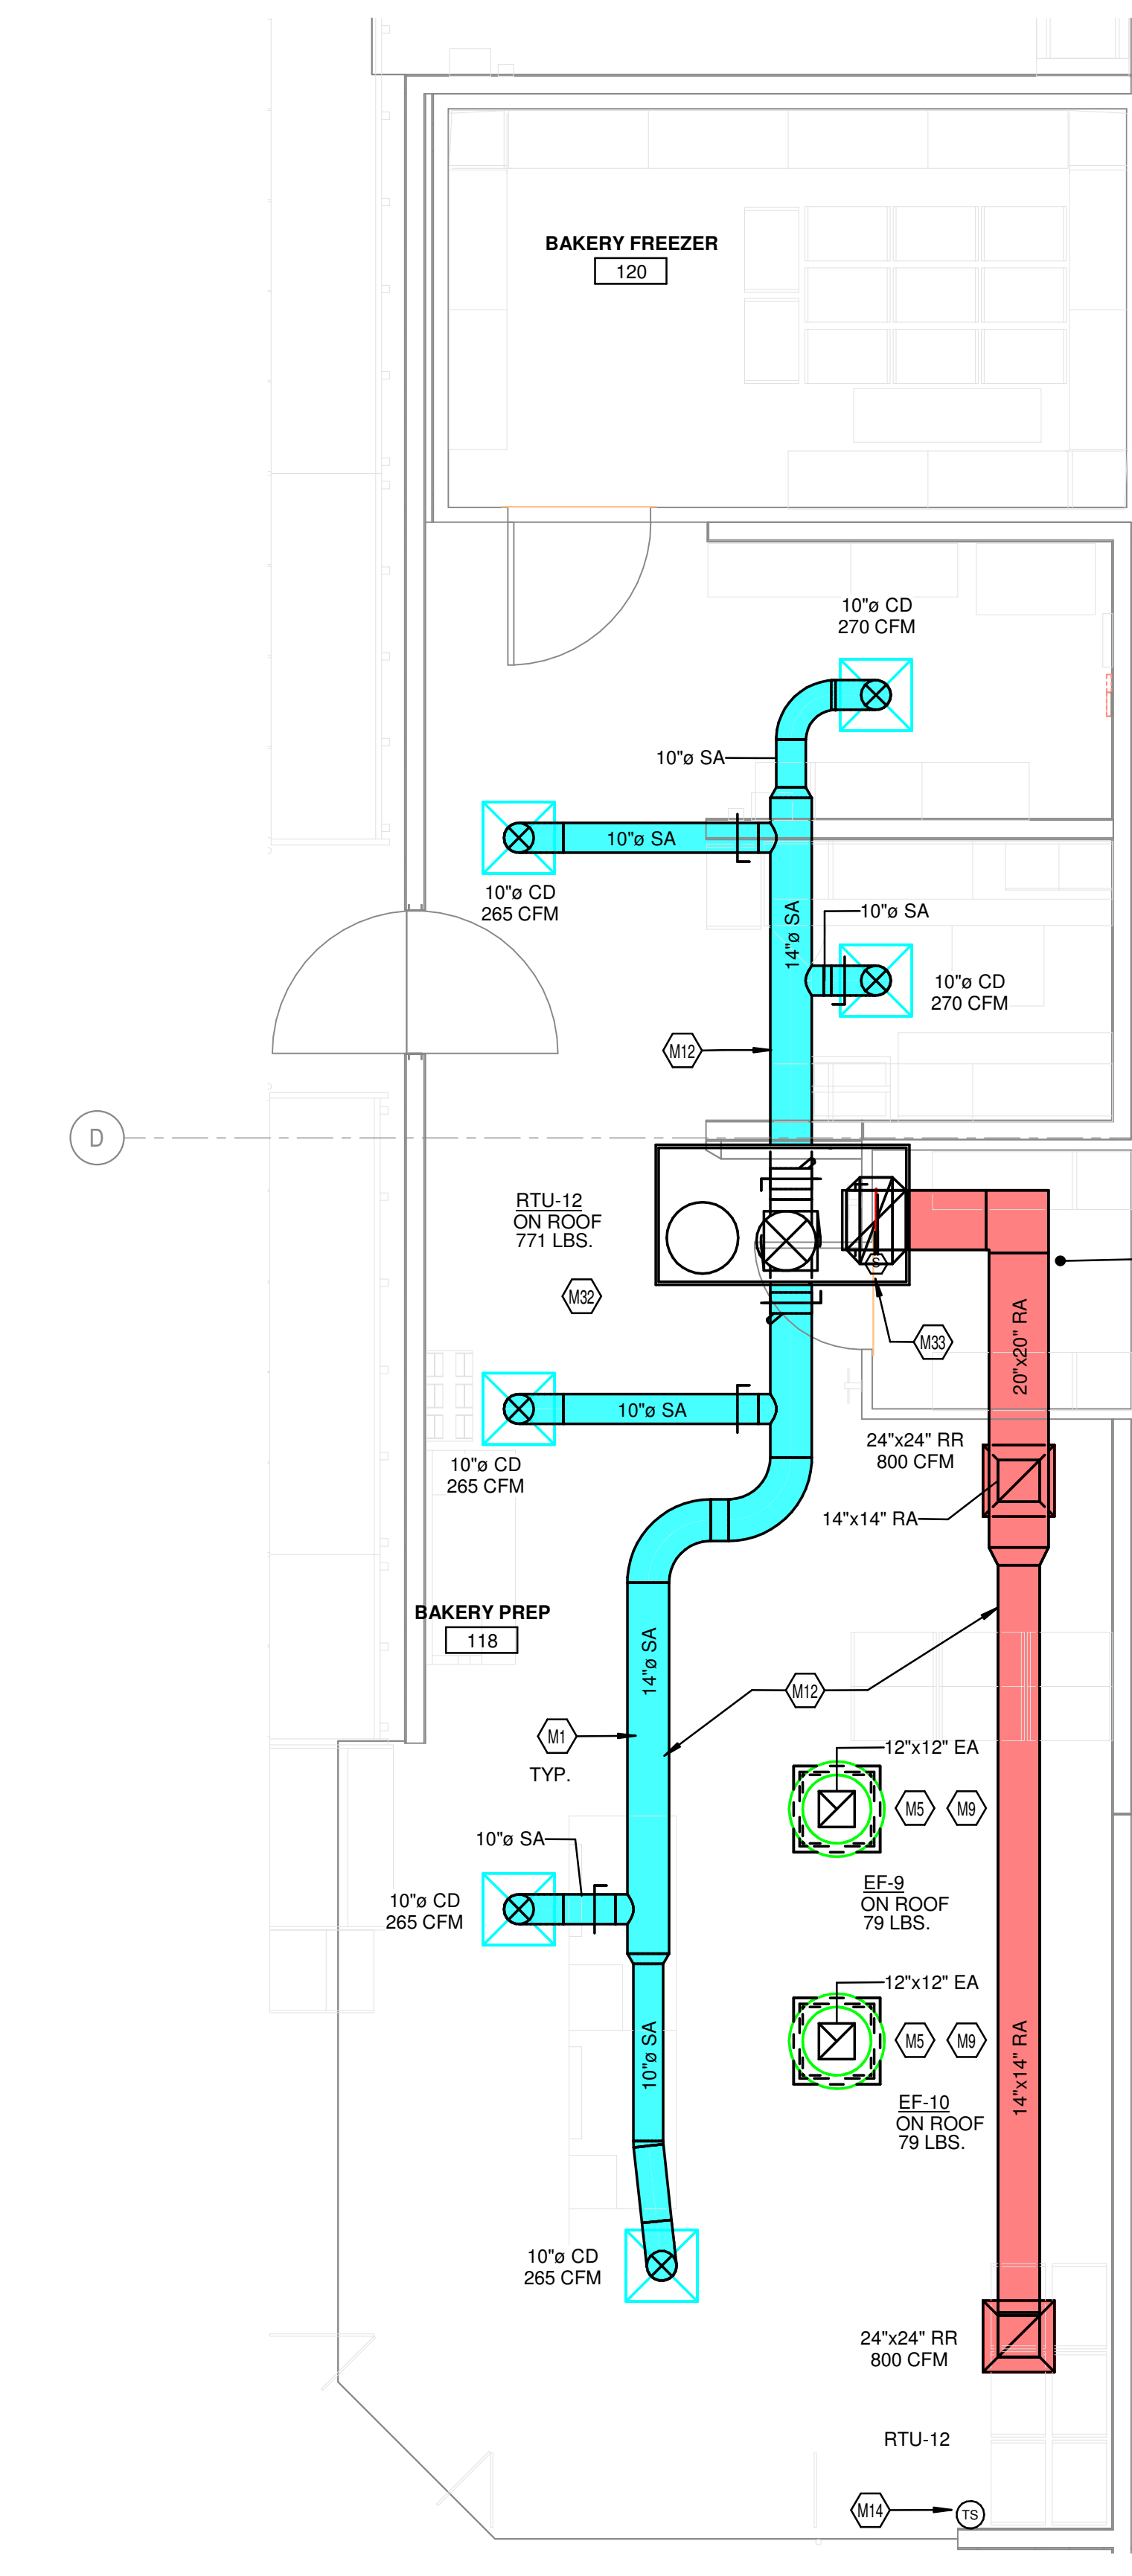 BAKERY FREEZER
120
10"ø CD
270 CFM
10"ø SA
10"ø SA
10"ø CD
265 CFM
14"ø SA
10"ø SA
10"ø CD
270 CFM
M12
D
RTU-12
ON ROOF
771 LBS.
M32
S
M33
20"x20" RA
10"ø SA
24"x24" RR
800 CFM
10"ø CD
265 CFM
14"x14" RA
BAKERY PREP
118
14"ø SA
M12
M1
TYP.
12"x12" EA
M5
M9
10"ø SA
EF-9
ON ROOF
79 LBS.
10"ø CD
265 CFM
12"x12" EA
M5
M9
10"ø SA
14"x14" RA
EF-10
ON ROOF
79 LBS.
10"ø CD
265 CFM
24"x24" RR
800 CFM
RTU-12
M14
TS